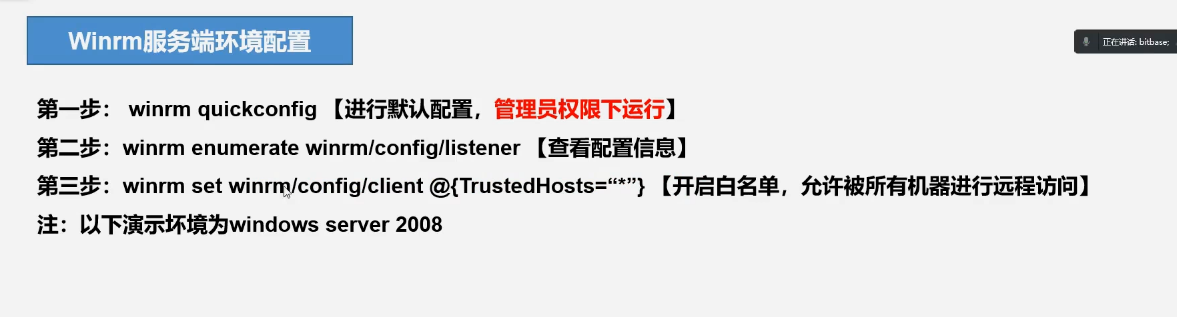 Winrm服务端环境配置
正在讲话: bitbase;
第一步： winrm quickconfig 【进行默认配置，管理员权限下运行】
第二步：winrm enumerate winrm/config/listener 【查看配置信息】
第三步：winrm set winrm/config/client @{TrustedHosts=“*”} 【开启白名单，允许被所有机器进行远程访问】
注：以下演示坏境为windows server 2008